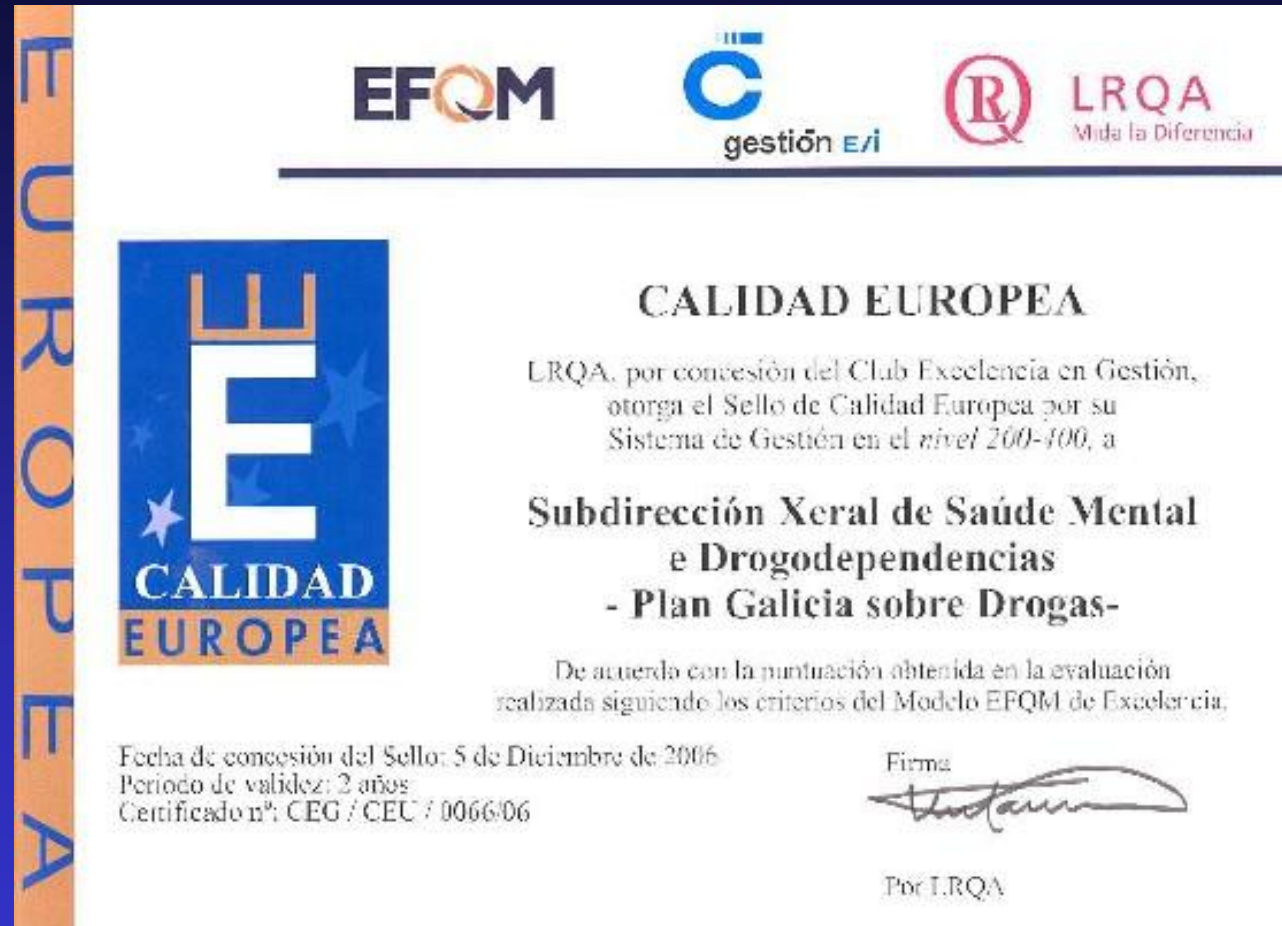 EUROPEA
EFQM
gestión E/i
LRQA
Mida la Diferencia
CALIDAD EUROPEA
LRQA, por concesión del Club Excelencia en Gestión,
otorga el Sello de Calidad Europea por su
Sistema de Gestión en el nivel 200-400, a
Subdirección Xeral de Saúde Mental
e Drogodependencias
- Plan Galicia sobre Drogas-
De acuerdo con la puntuación obtenida en la evaluación
realizada siguiendo los criterios del Modelo EFQM de Excelencia.
E
CALIDAD
EUROPEA
Fecha de concesión del Sello: 5 de Diciembre de 2006
Periodo de validez: 2 años
Certificado nº: CEG / CEU / 0066/06
Firma
Por LRQA